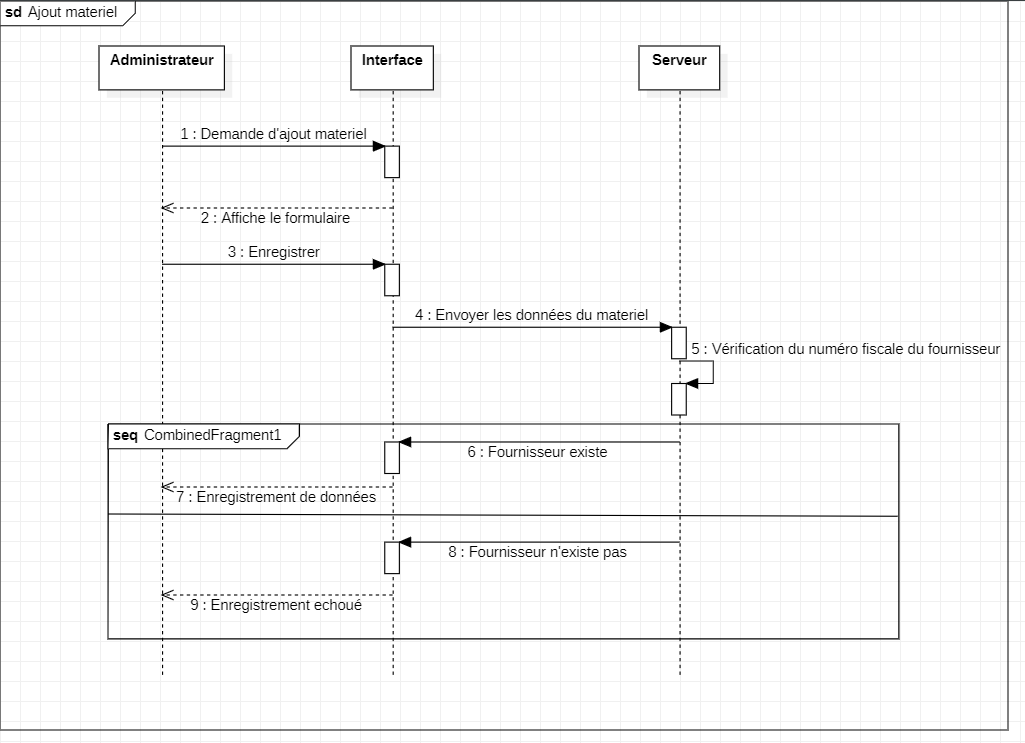 sd Ajout materiel
Administrateur
Interface
Serveur
1 : Demande d'ajout materiel
2 : Affiche le formulaire
3 : Enregistrer
4 : Envoyer les données du materiel
5 : Vérification du numéro fiscale du fournisseur
seq CombinedFragment1
6 : Fournisseur existe
7 : Enregistrement de données
8 : Fournisseur n'existe pas
9 : Enregistrement echoué